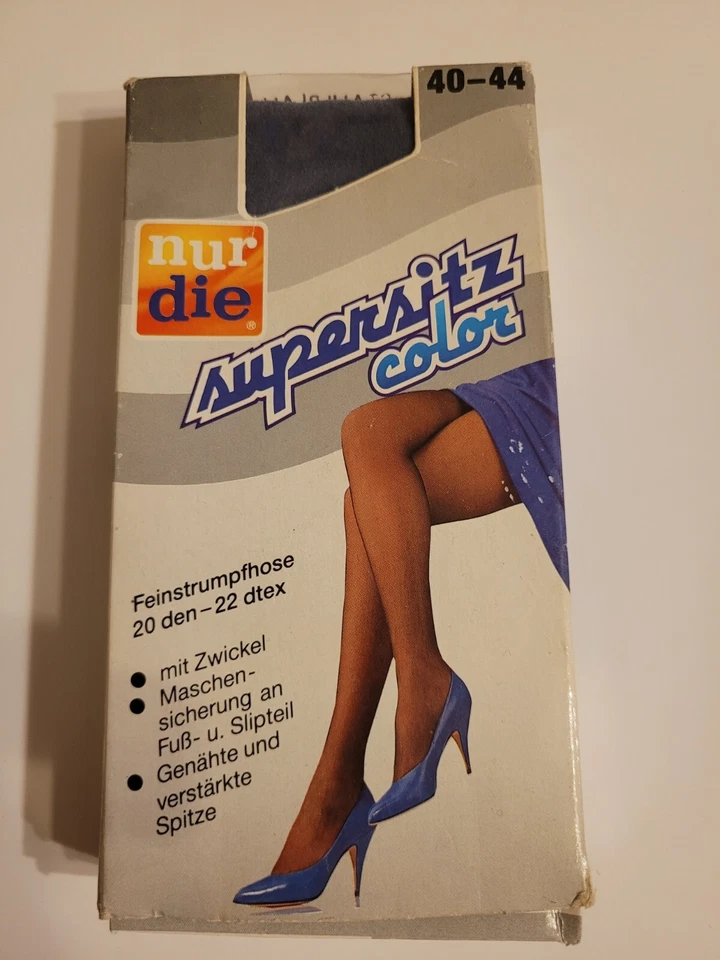 40–44
nur
die
®
supersitz
color
Feinstrumpfhose
20 den – 22 dtex
● mit Zwickel
● Maschen-
sicherung an
Fuß- u. Slipteil
● Genähte und
verstärkte
Spitze